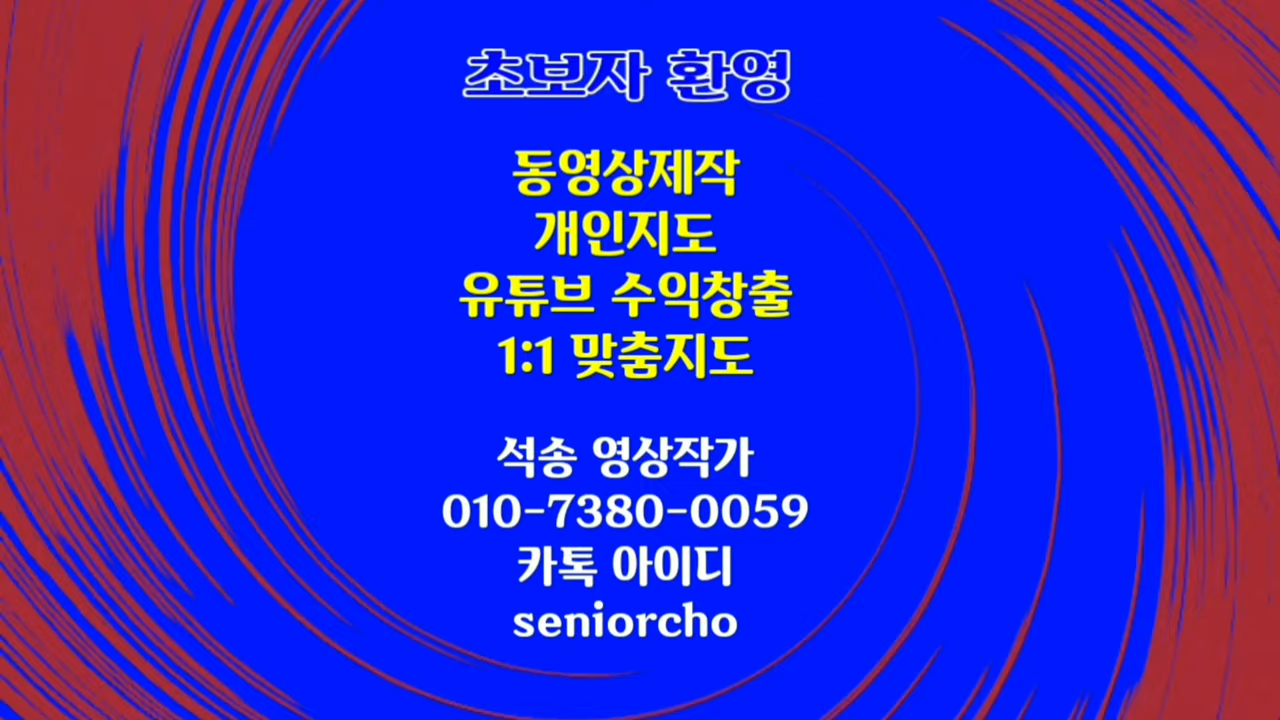 초보자 환영
동영상제작
개인지도
유튜브 수익창출
1:1 맞춤지도
석송 영상작가
010-7380-0059
카톡 아이디
seniorcho